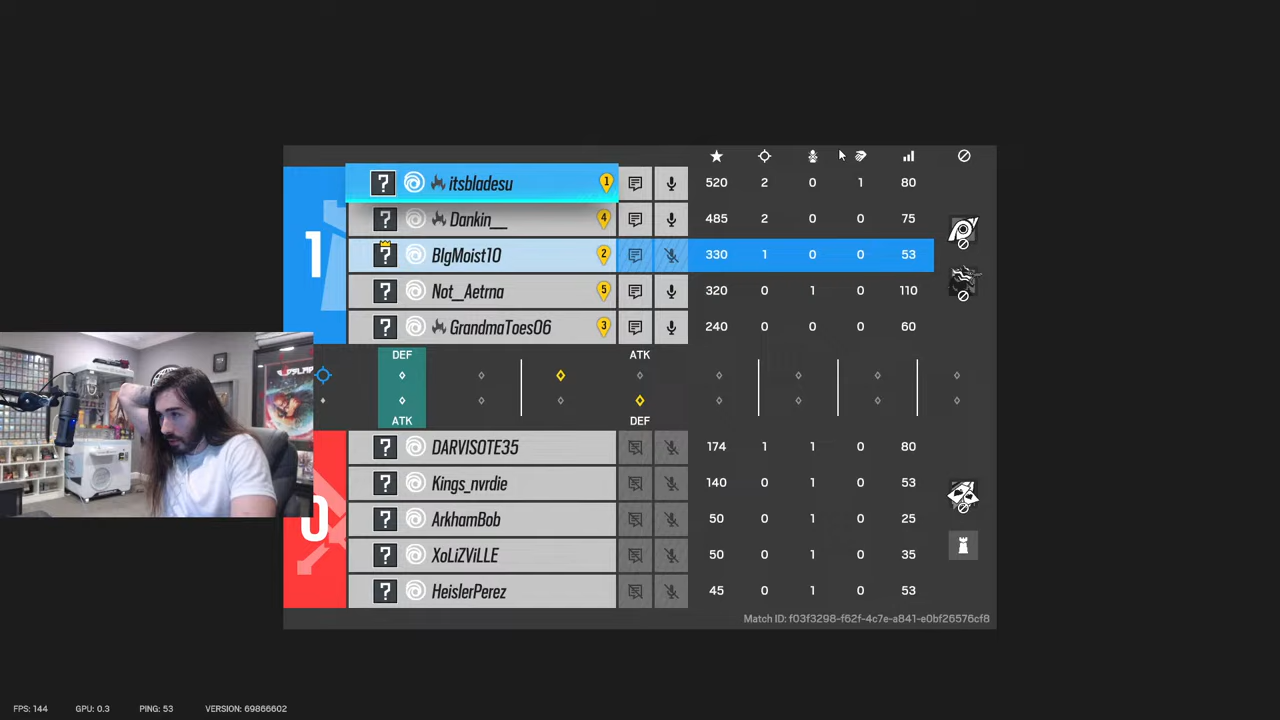 ? itsbladesu 1 520 2 0 1 80
? Dankin__ 4 485 2 0 0 75
1
? BIgMoist10 2 330 1 0 0 53
? Not__Aetrna 5 320 0 1 0 110
? GrandmaToes06 3 240 0 0 0 60
DEF ATK
ATK DEF
? DARVISOTE35 174 1 1 0 80
? Kings_nvrdie 140 0 1 0 53
0
? ArkhamBob 50 0 1 0 25
? XoLiZViLLE 50 0 1 0 35
? HeislerPerez 45 0 1 0 53
Match ID: f03f3298-f62f-4c7e-a841-e0bf26576cf8
FPS: 144 GPU: 0.3 PING: 53 VERSION: 69866602